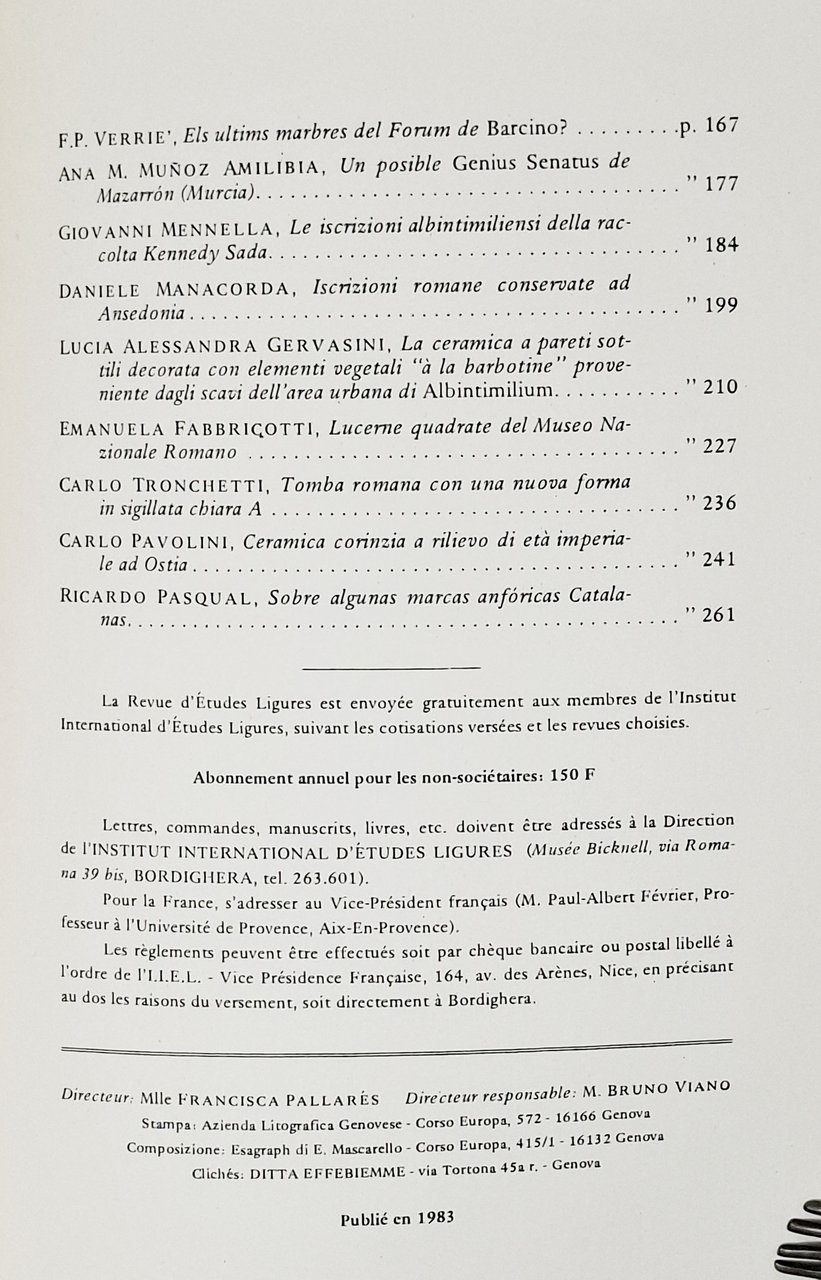 F.P. VERRIE', Els ultims marbres del Forum de Barcino? . . . . . . . . .p. 167
ANA M. MUÑOZ AMILIBIA, Un posible Genius Senatus de
Mazarrón (Murcia). . . . . . . . . . . . . . . . . . . . . . . . . . . . . . . . . . . . . . " 177
GIOVANNI MENNELLA, Le iscrizioni albintimiliensi della rac-
colta Kennedy Sada. . . . . . . . . . . . . . . . . . . . . . . . . . . . . . . . . . . . . " 184
DANIELE MANACORDA, Iscrizioni romane conservate ad
Ansedonia . . . . . . . . . . . . . . . . . . . . . . . . . . . . . . . . . . . . . . . . . . . . " 199
LUCIA ALESSANDRA GERVASINI, La ceramica a pareti sot-
tili decorata con elementi vegetali "à la barbotine" prove-
niente dagli scavi dell'area urbana di Albintimilium. . . . . . . . . . . " 210
EMANUELA FABBRICOTTI, Lucerne quadrate del Museo Na-
zionale Romano . . . . . . . . . . . . . . . . . . . . . . . . . . . . . . . . . . . . . . . " 227
CARLO TRONCHETTI, Tomba romana con una nuova forma
in sigillata chiara A . . . . . . . . . . . . . . . . . . . . . . . . . . . . . . . . . . . . " 236
CARLO PAVOLINI, Ceramica corinzia a rilievo di età imperia-
le ad Ostia . . . . . . . . . . . . . . . . . . . . . . . . . . . . . . . . . . . . . . . . . . . " 241
RICARDO PASQUAL, Sobre algunas marcas anfóricas Catala-
nas. . . . . . . . . . . . . . . . . . . . . . . . . . . . . . . . . . . . . . . . . . . . . . . . . " 261
La Revue d'Études Ligures est envoyée gratuitement aux membres de l'Institut
International d'Études Ligures, suivant les cotisations versées et les revues choisies.
Abonnement annuel pour les non-sociétaires: 150 F
Lettres, commandes, manuscrits, livres, etc. doivent être adressés à la Direction
de l'INSTITUT INTERNATIONAL D'ÉTUDES LIGURES (Musée Bicknell, via Roma-
na 39 bis, BORDIGHERA, tel. 263.601).
Pour la France, s'adresser au Vice-Président français (M. Paul-Albert Février, Pro-
fesseur à l'Université de Provence, Aix-En-Provence).
Les règlements peuvent être effectués soit par chèque bancaire ou postal libellé à
l'ordre de l'I.I.E.L. - Vice Présidence Française, 164, av. des Arènes, Nice, en précisant
au dos les raisons du versement, soit directement à Bordighera.
Directeur: Mlle FRANCISCA PALLARÉS Directeur responsable: M. BRUNO VIANO
Stampa: Azienda Litografica Genovese - Corso Europa, 572 - 16166 Genova
Composizione: Esagraph di E. Mascarello - Corso Europa, 415/1 - 16132 Genova
Clichés: DITTA EFFEBIEMME - via Tortona 45a r. - Genova
Publié en 1983